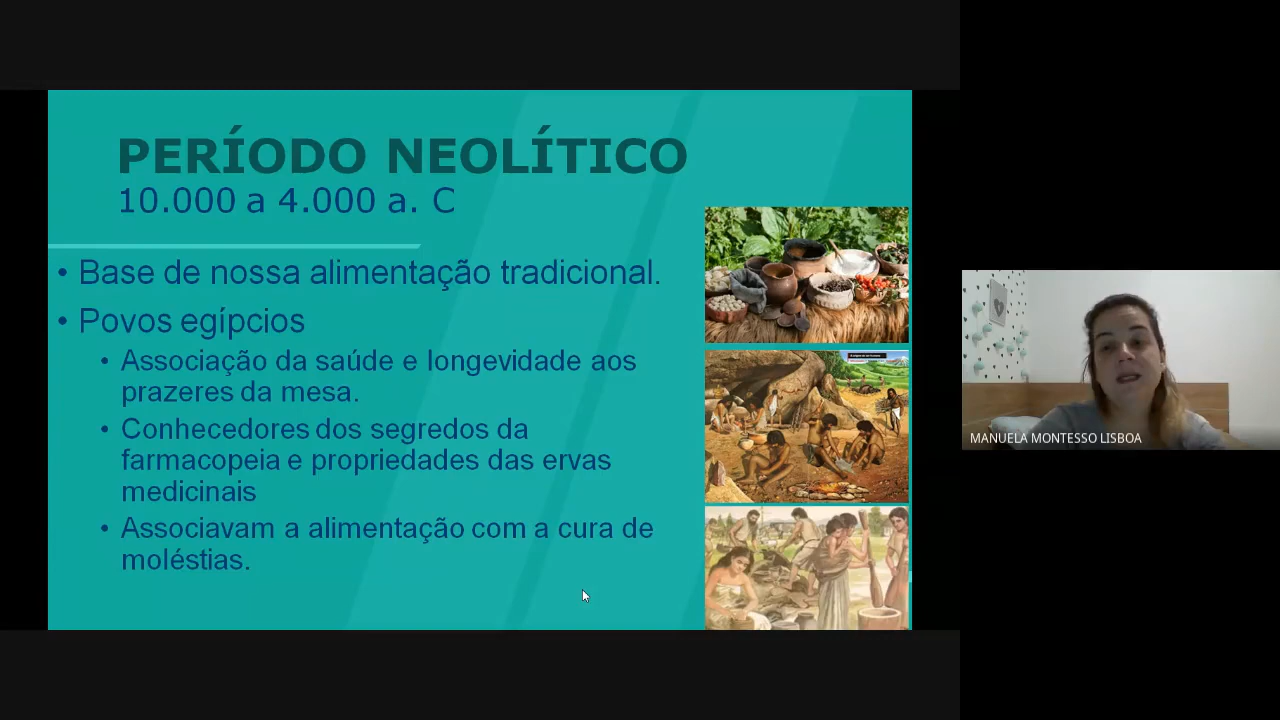 PERÍODO NEOLÍTICO
10.000 a 4.000 a. C
• Base de nossa alimentação tradicional.
• Povos egípcios
• Associação da saúde e longevidade aos
prazeres da mesa.
• Conhecedores dos segredos da
farmacopeia e propriedades das ervas
medicinais
• Associavam a alimentação com a cura de
moléstias.
MANUELA MONTESSO LISBOA